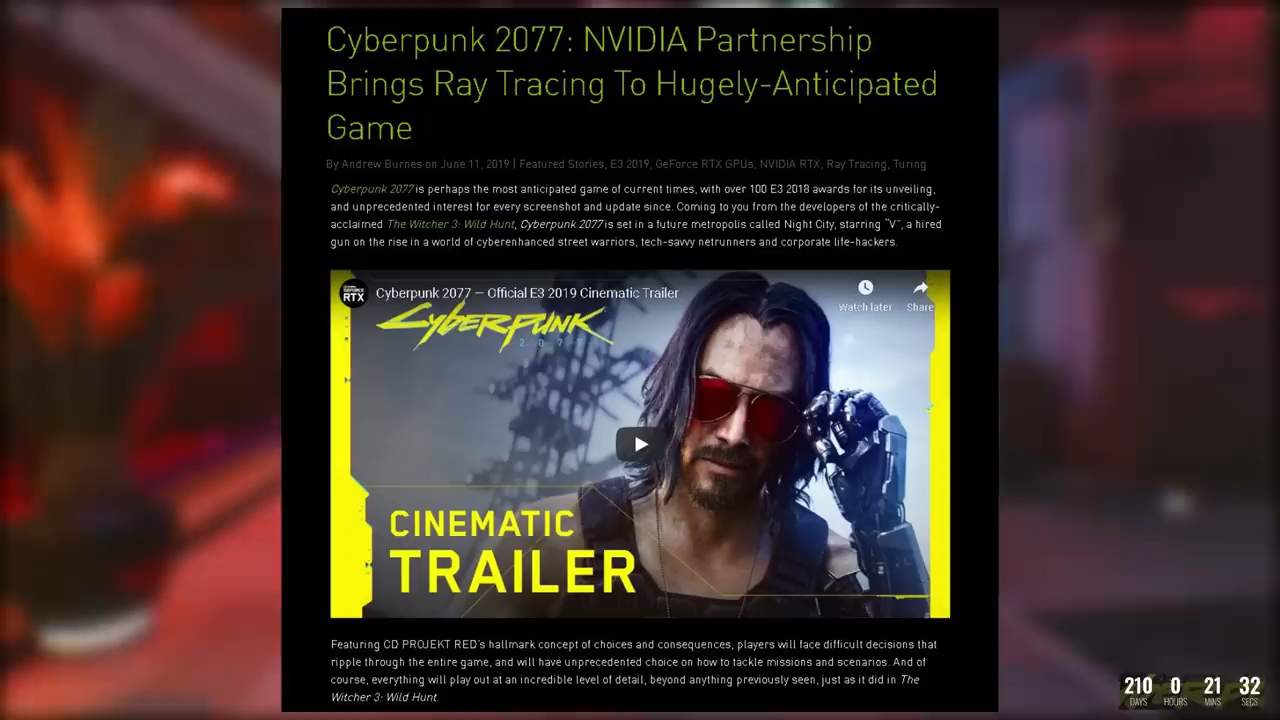 Cyberpunk 2077: NVIDIA Partnership
Brings Ray Tracing To Hugely-Anticipated
Game
By Andrew Burnes on June 11, 2019 | Featured Stories, E3 2019, GeForce RTX GPUs, NVIDIA RTX, Ray Tracing, Turing
Cyberpunk 2077 is perhaps the most anticipated game of current times, with over 100 E3 2018 awards for its unveiling,
and unprecedented interest for every screenshot and update since. Coming to you from the developers of the critically-
acclaimed The Witcher 3: Wild Hunt, Cyberpunk 2077 is set in a future metropolis called Night City, starring "V", a hired
gun on the rise in a world of cyberenhanced street warriors, tech-savvy netrunners and corporate life-hackers.
RTX
Cyberpunk 2077 – Official E3 2019 Cinematic Trailer
Watch later
Share
Cyberpunk
CINEMATIC
TRAILER
Featuring CD PROJEKT RED's hallmark concept of choices and consequences, players will face difficult decisions that
ripple through the entire game, and will have unprecedented choice on how to tackle missions and scenarios. And of
course, everything will play out at an incredible level of detail, beyond anything previously seen, just as it did in The
Witcher 3: Wild Hunt.
210 0 21 32
DAYS HOURS MINS SECS